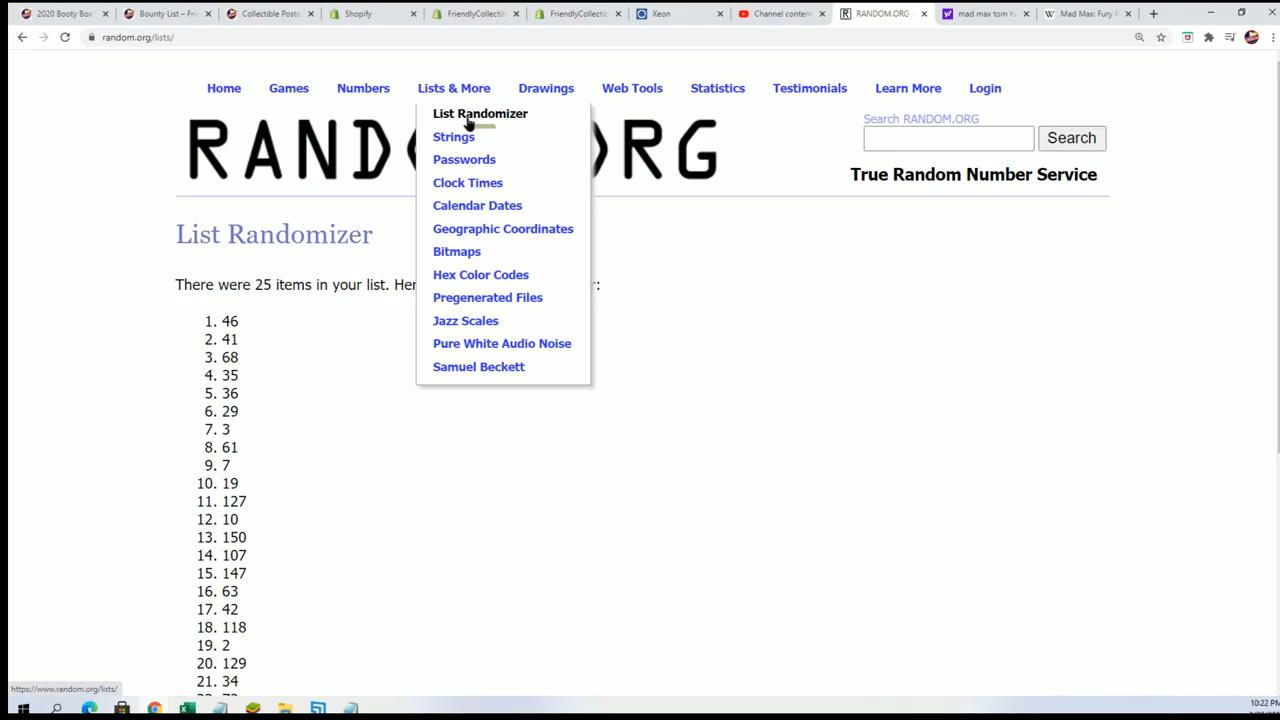 2020 Booty Box
Bounty List – Fri
Collectible Poste
Shopify
FriendlyCollectib
FriendlyCollectib
Xeon
Channel content
RANDOM.ORG -
mad max tom h
Mad Max: Fury R
random.org/lists/
Home Games Numbers Lists & More Drawings Web Tools Statistics Testimonials Learn More Login
List Randomizer
Strings
Passwords
Clock Times
Calendar Dates
Geographic Coordinates
Bitmaps
Hex Color Codes
Pregenerated Files
Jazz Scales
Pure White Audio Noise
Samuel Beckett
RAND RG
Search RANDOM.ORG
Search
True Random Number Service
List Randomizer
There were 25 items in your list. Her r:
1. 46
2. 41
3. 68
4. 35
5. 36
6. 29
7. 3
8. 61
9. 7
10. 19
11. 127
12. 10
13. 150
14. 107
15. 147
16. 63
17. 42
18. 118
19. 2
20. 129
21. 34
https://www.random.org/lists/
10:22 PM